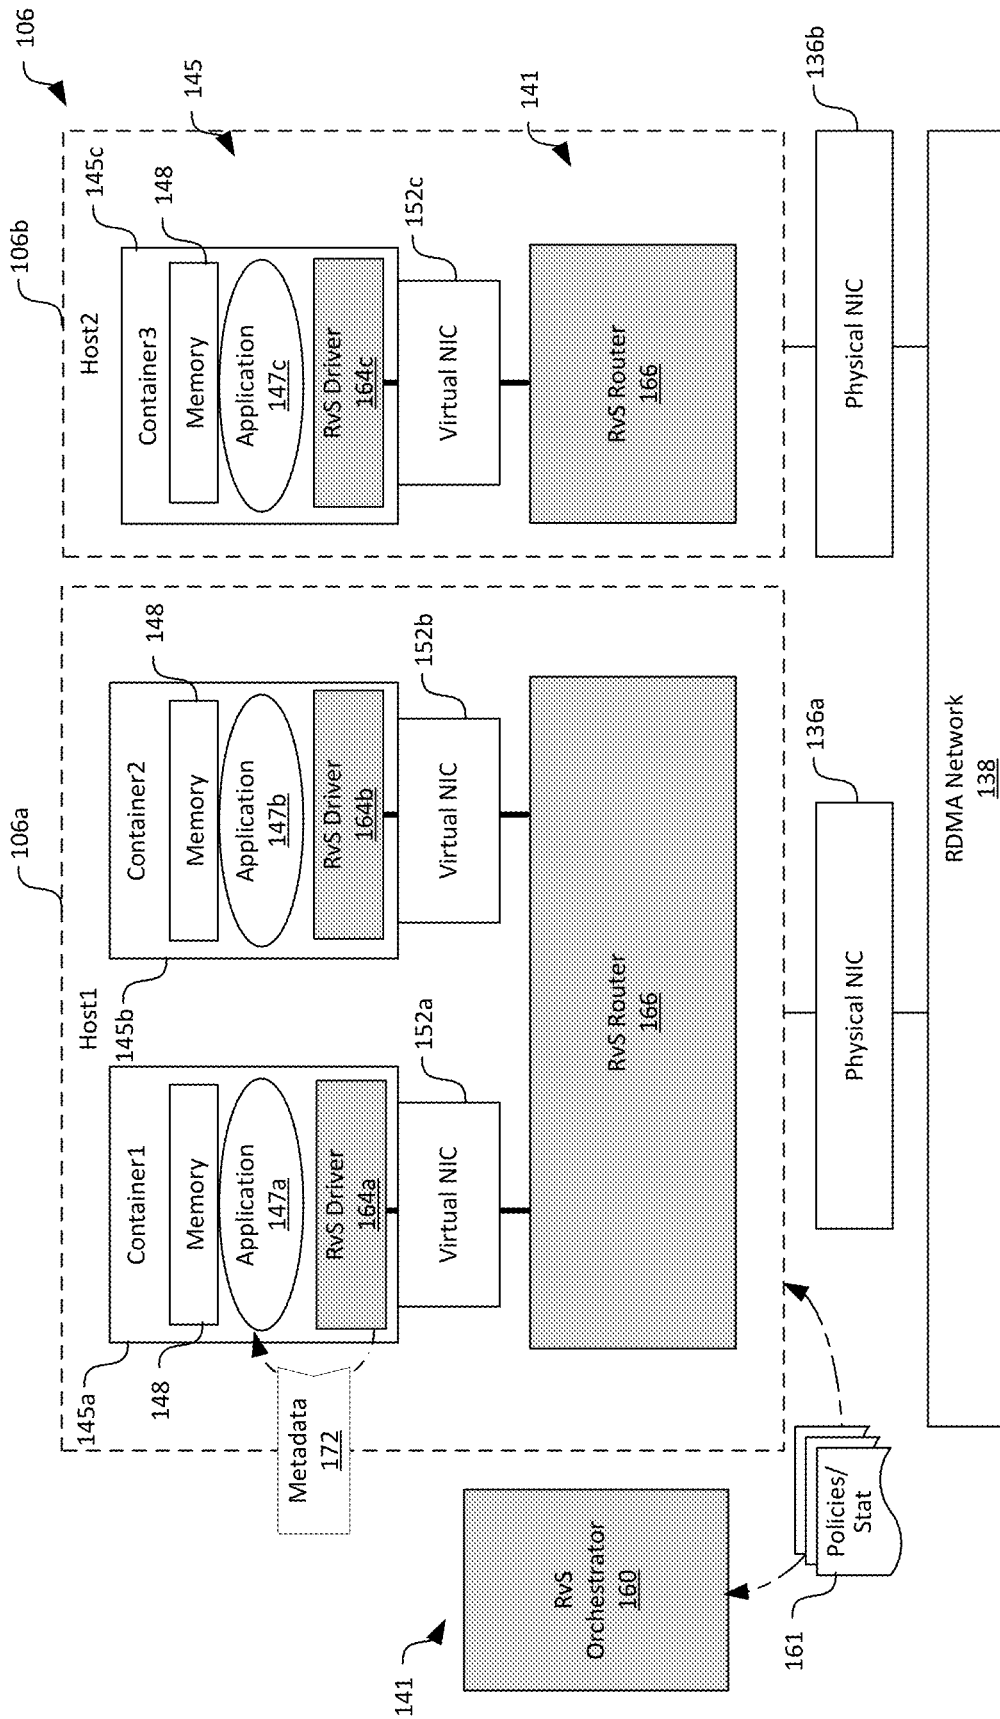 106
106a
106b
145
141
Host1
Host2
145a
145b
145c
Container1
Container2
Container3
148
148
148
Memory
Memory
Memory
Application
147a
Application
147b
Application
147c
Metadata
172
RvS Driver
164a
RvS Driver
164b
RvS Driver
164c
152a
152b
152c
Virtual NIC
Virtual NIC
Virtual NIC
141
RvS
Orchestrator
160
RvS Router
166
RvS Router
166
161
Policies/
Stat
136a
136b
Physical NIC
Physical NIC
RDMA Network
138